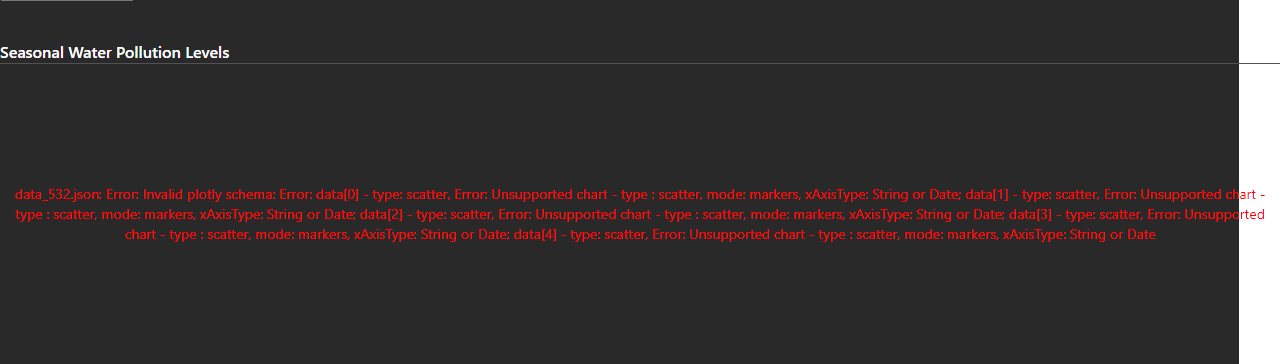 Seasonal Water Pollution Levels
data_532.json: Error: Invalid plotly schema: Error: data[0] - type: scatter, Error: Unsupported chart - type : scatter, mode: markers, xAxisType: String or Date; data[1] - type: scatter, Error: Unsupported chart -
type : scatter, mode: markers, xAxisType: String or Date; data[2] - type: scatter, Error: Unsupported chart - type : scatter, mode: markers, xAxisType: String or Date; data[3] - type: scatter, Error: Unsupported
chart - type : scatter, mode: markers, xAxisType: String or Date; data[4] - type: scatter, Error: Unsupported chart - type : scatter, mode: markers, xAxisType: String or Date